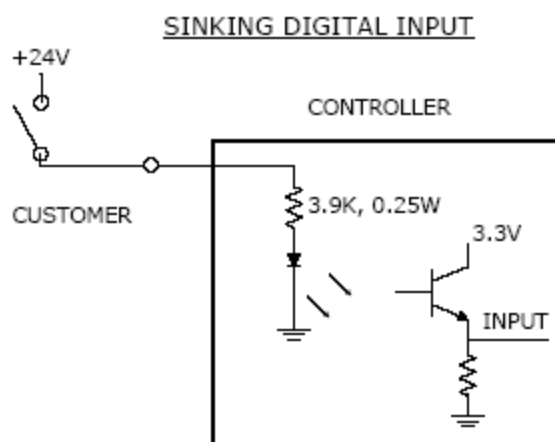 SINKING DIGITAL INPUT
+24V
CONTROLLER
CUSTOMER
3.9K, 0.25W
3.3V
INPUT